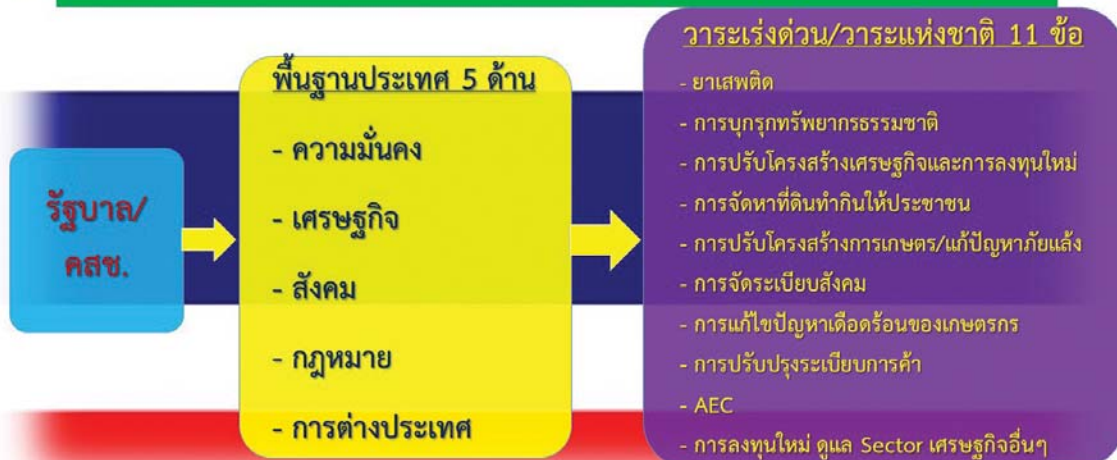 รัฐบาล/
คสช.
พื้นฐานประเทศ 5 ด้าน
- ความมั่นคง
- เศรษฐกิจ
- สังคม
- กฎหมาย
- การต่างประเทศ
วาระเร่งด่วน/วาระแห่งชาติ 11 ข้อ
- ยาเสพติด
- การบุกรุกทรัพยากรธรรมชาติ
- การปรับโครงสร้างเศรษฐกิจและการลงทุนใหม่
- การจัดหาที่ดินทำกินให้ประชาชน
- การปรับโครงสร้างการเกษตร/แก้ปัญหาภัยแล้ง
- การจัดระเบียบสังคม
- การแก้ไขปัญหาเดือดร้อนของเกษตรกร
- การปรับปรุงระเบียบการค้า
- AEC
- การลงทุนใหม่ ดูแล Sector เศรษฐกิจอื่นๆ